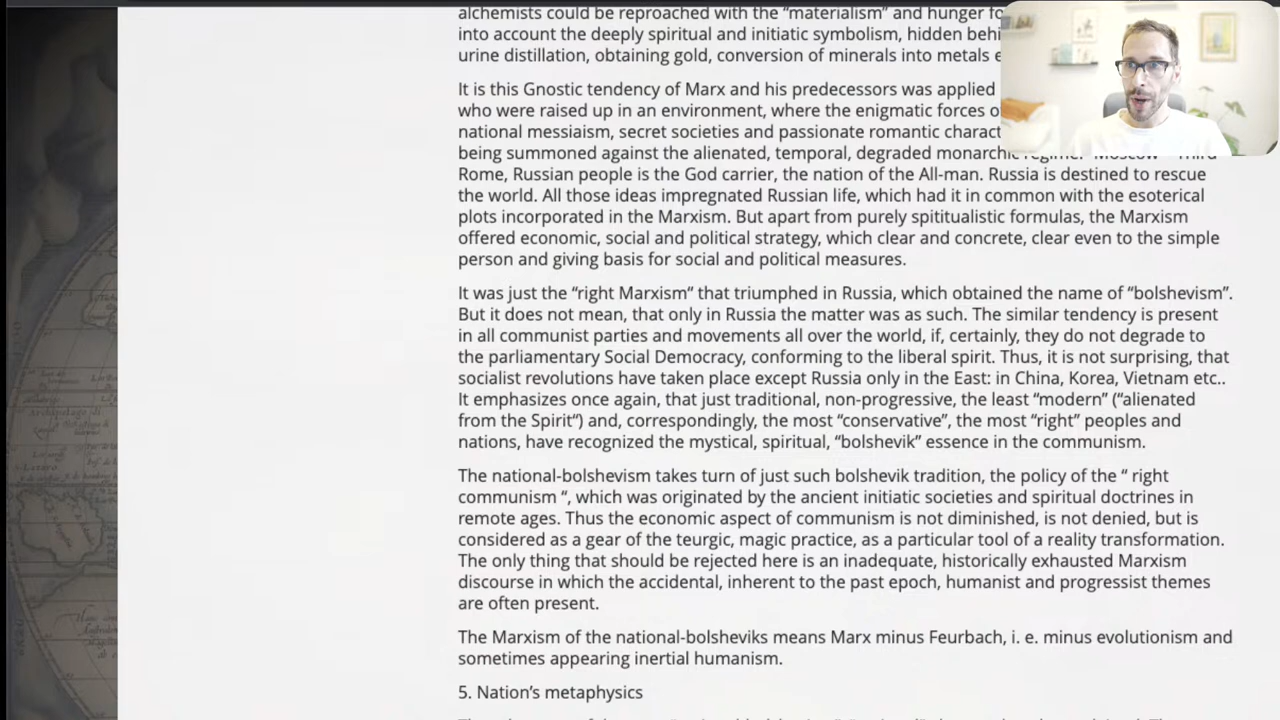 alchemists could be reproached with the “materialism” and hunger
into account the deeply spiritual and initiatic symbolism, hidden
urine distillation, obtaining gold, conversion of minerals into metals
It is this Gnostic tendency of Marx and his predecessors was applied
who were raised up in an environment, where the enigmatic forces
national messiaism, secret societies and passionate romantic
being summoned against the alienated, temporal, degraded monarchic regime. “Moscow – Third
Rome, Russian people is the God carrier, the nation of the All-man. Russia is destined to rescue
the world. All those ideas impregnated Russian life, which had it in common with the esoterical
plots incorporated in the Marxism. But apart from purely spititualistic formulas, the Marxism
offered economic, social and political strategy, which clear and concrete, clear even to the simple
person and giving basis for social and political measures.
It was just the “right Marxism“ that triumphed in Russia, which obtained the name of “bolshevism”.
But it does not mean, that only in Russia the matter was as such. The similar tendency is present
in all communist parties and movements all over the world, if, certainly, they do not degrade to
the parliamentary Social Democracy, conforming to the liberal spirit. Thus, it is not surprising, that
socialist revolutions have taken place except Russia only in the East: in China, Korea, Vietnam etc..
It emphasizes once again, that just traditional, non-progressive, the least “modern” (“alienated
from the Spirit“) and, correspondingly, the most “conservative”, the most “right” peoples and
nations, have recognized the mystical, spiritual, “bolshevik” essence in the communism.
The national-bolshevism takes turn of just such bolshevik tradition, the policy of the “ right
communism “, which was originated by the ancient initiatic societies and spiritual doctrines in
remote ages. Thus the economic aspect of communism is not diminished, is not denied, but is
considered as a gear of the teurgic, magic practice, as a particular tool of a reality transformation.
The only thing that should be rejected here is an inadequate, historically exhausted Marxism
discourse in which the accidental, inherent to the past epoch, humanist and progressist themes
are often present.
The Marxism of the national-bolsheviks means Marx minus Feurbach, i. e. minus evolutionism and
sometimes appearing inertial humanism.
5. Nation’s metaphysics